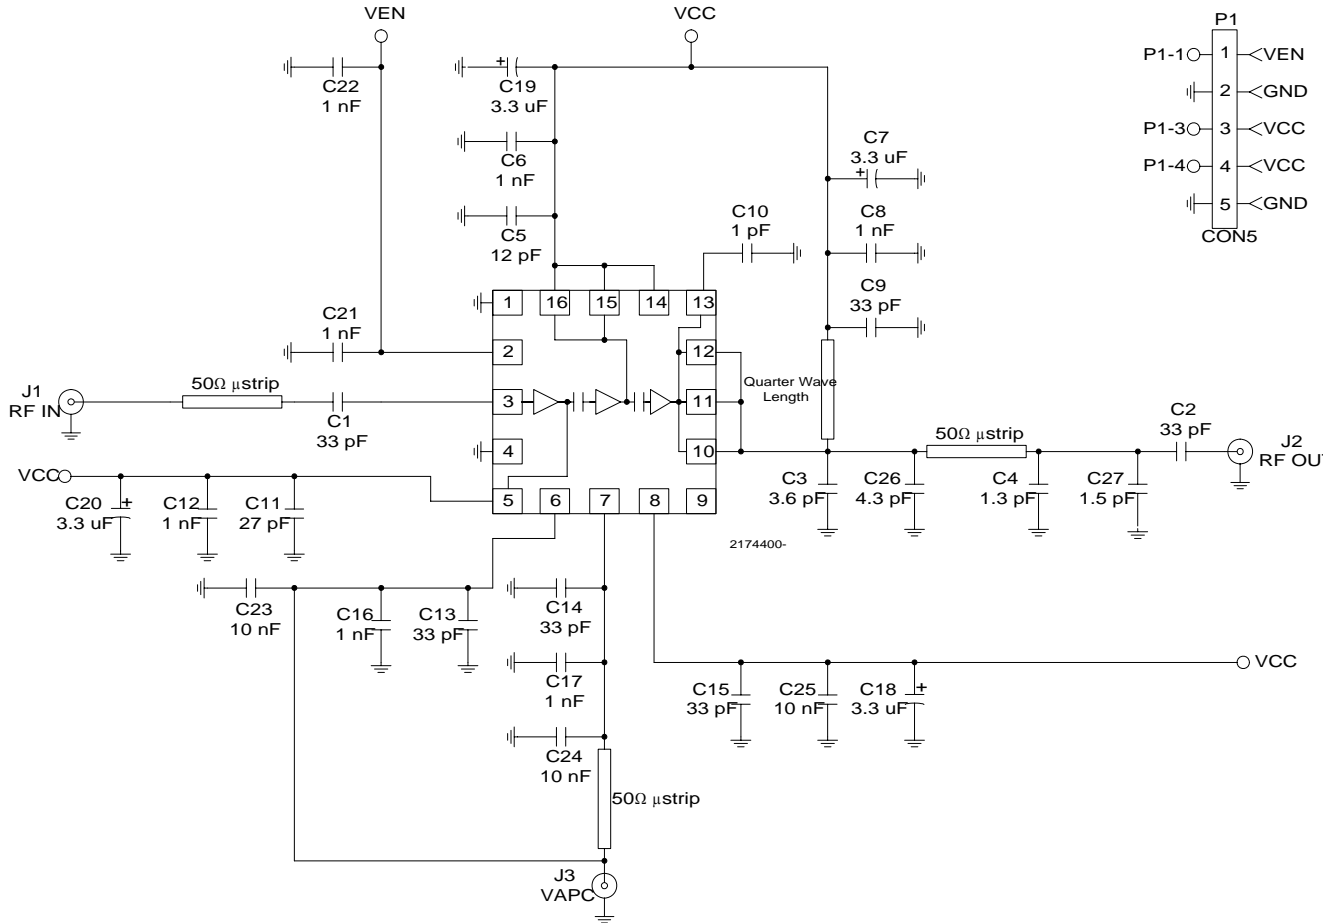 VEN
VCC
P1
P1-1
1
VEN
2
GND
P1-3
3
VCC
P1-4
4
VCC
5
GND
CON5
C22
1 nF
+
C19
3.3 uF
C6
1 nF
C5
12 pF
C7
3.3 uF
+
C8
1 nF
C9
33 pF
C10
1 pF
C21
1 nF
1
16
15
14
13
2
12
3
11
4
10
5
6
7
8
9
Quarter Wave
Length
J1
RF IN
50Ω μstrip
C1
33 pF
50Ω μstrip
C2
33 pF
J2
RF OUT
VCC
C20
3.3 uF
+
C12
1 nF
C11
27 pF
C3
3.6 pF
C26
4.3 pF
C4
1.3 pF
C27
1.5 pF
2174400-
C23
10 nF
C16
1 nF
C13
33 pF
C14
33 pF
C17
1 nF
C24
10 nF
C15
33 pF
C25
10 nF
C18
3.3 uF
+
VCC
50Ω μstrip
J3
VAPC